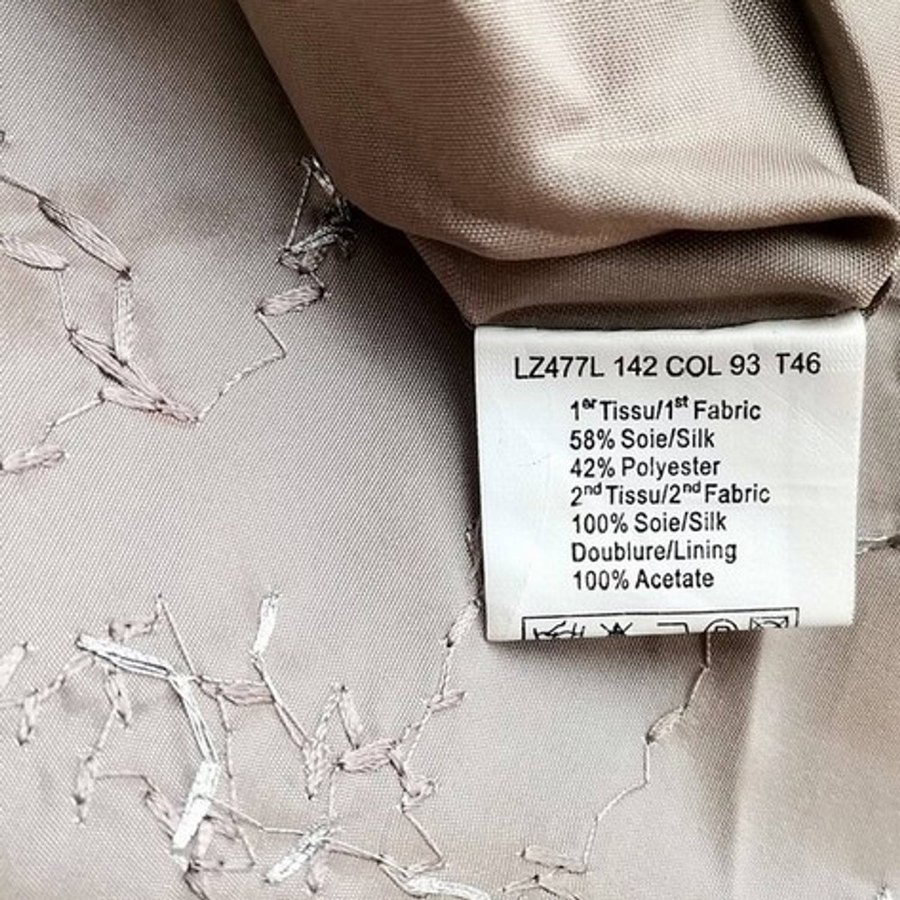 LZ477L 142 COL 93 T46
1er Tissu/1st Fabric
58% Soie/Silk
42% Polyester
2nd Tissu/2nd Fabric
100% Soie/Silk
Doublure/Lining
100% Acetate